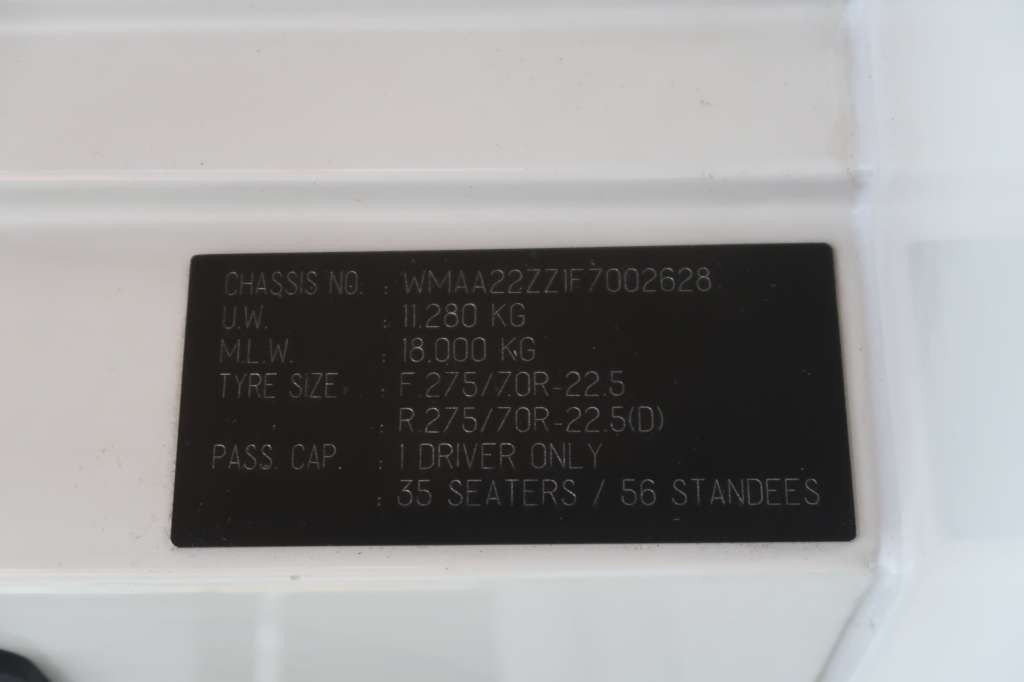 CHASSIS NO. : WMAA22ZZ1F7002628
U.W. : 11.280 KG
M.L.W. : 18.000 KG
TYRE SIZE : F.275/70R-22.5
: R.275/70R-22.5(D)
PASS. CAP. : 1 DRIVER ONLY
: 35 SEATERS / 56 STANDEES